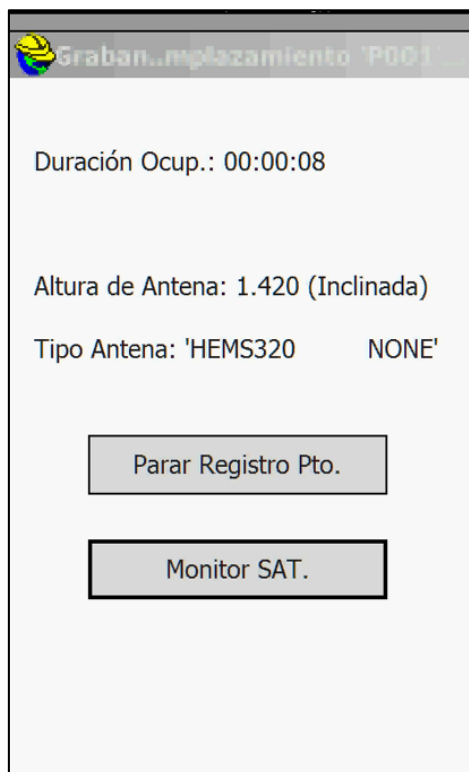 Graban..mplazamiento 'P001'...
Duración Ocup.: 00:00:08
Altura de Antena: 1.420 (Inclinada)
Tipo Antena: 'HEMS320 NONE'
Parar Registro Pto.
Monitor SAT.